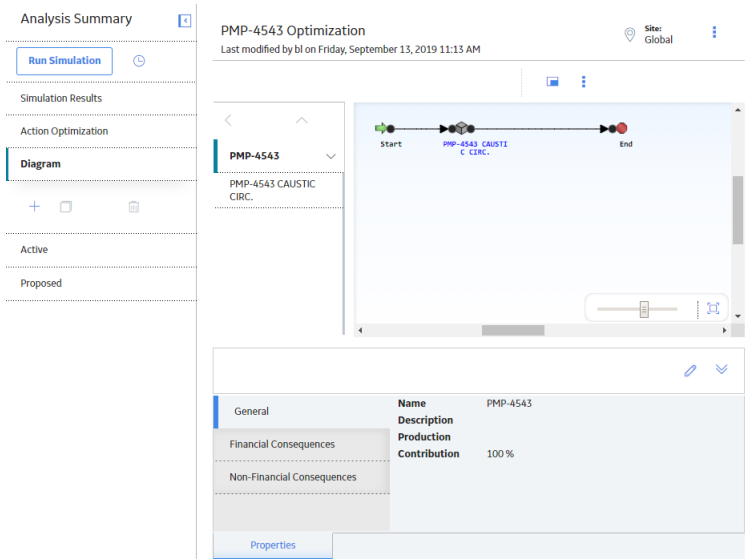 Analysis Summary
Run Simulation
Simulation Results
Action Optimization
Diagram
Active
Proposed
PMP-4543 Optimization
Last modified by bl on Friday, September 13, 2019 11:13 AM
Site:
Global
PMP-4543
PMP-4543 CAUSTIC
CIRC.
Start
PMP-4543 CAUSTI
C CIRC.
End
General
Financial Consequences
Non-Financial Consequences
Name PMP-4543
Description
Production
Contribution 100 %
Properties